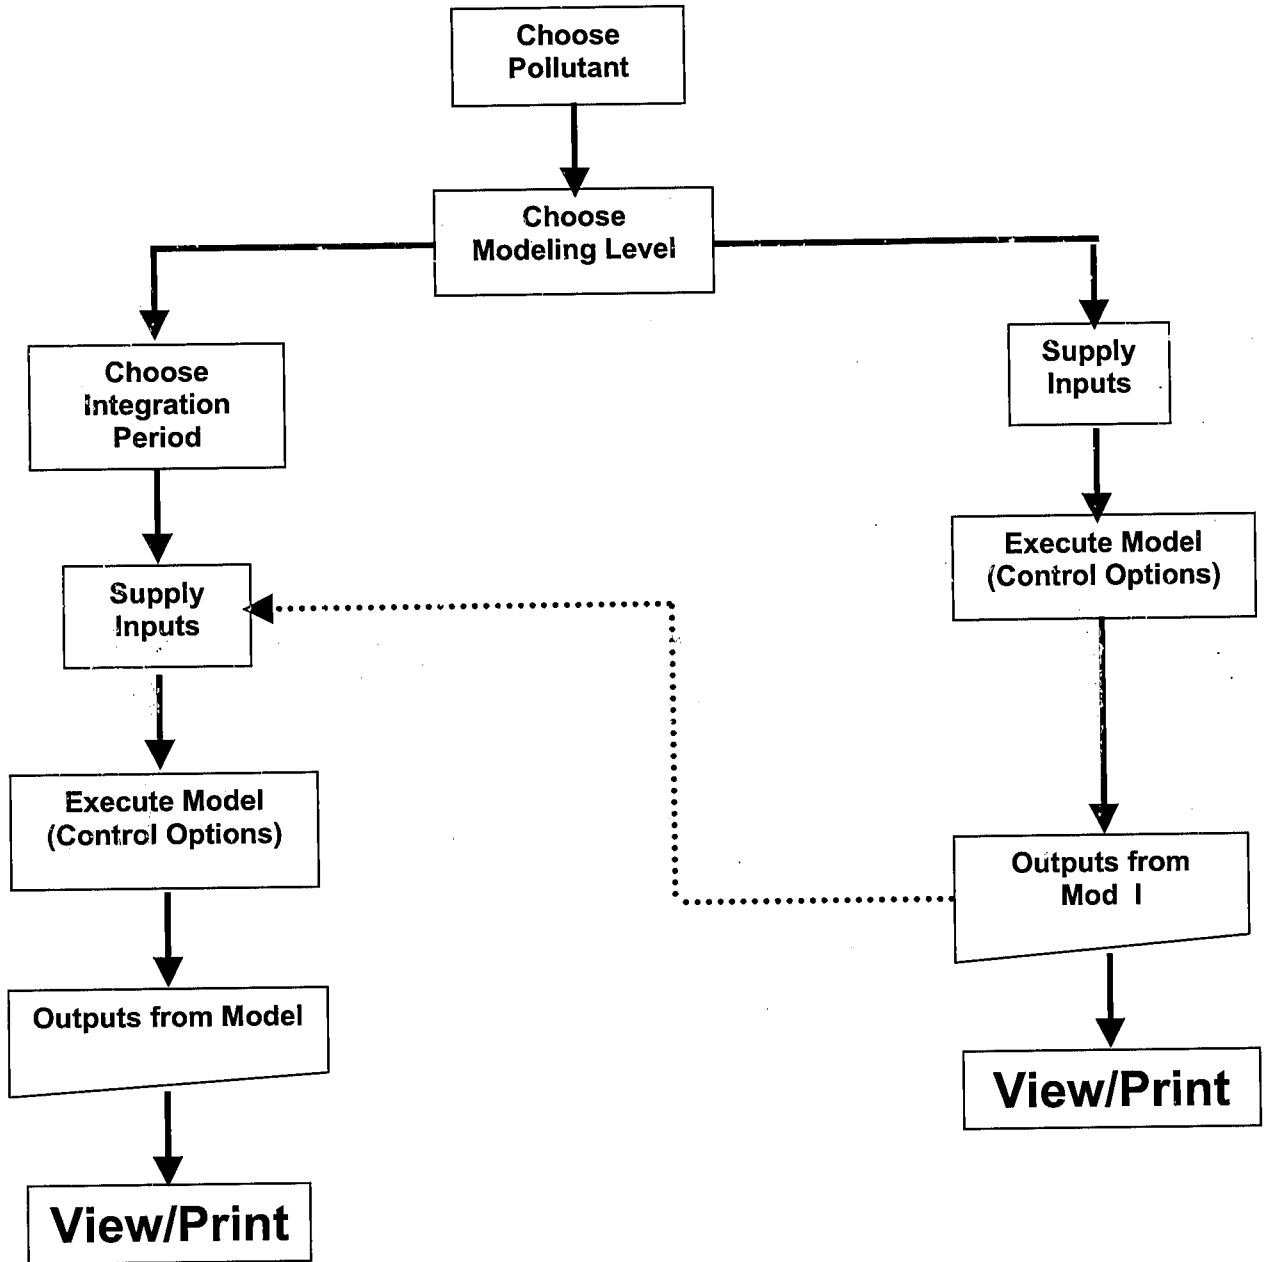 Choose
Pollutant
Choose
Modeling Level
Choose
Integration
Period
Supply
Inputs
Execute Model
(Control Options)
Outputs from Model
View/Print
Supply
Inputs
Execute Model
(Control Options)
Outputs from
Mod I
View/Print